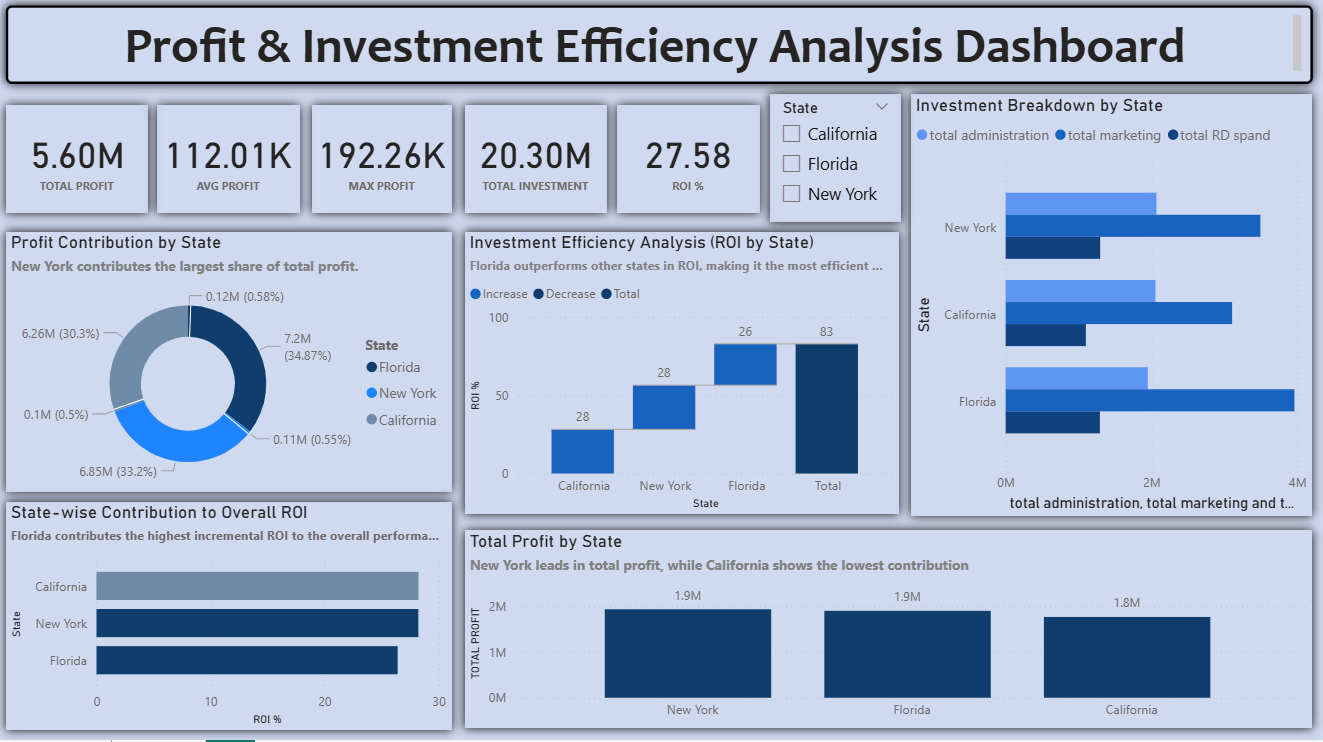 Profit & Investment Efficiency Analysis Dashboard
5.60M
TOTAL PROFIT
112.01K
AVG PROFIT
192.26K
MAX PROFIT
20.30M
TOTAL INVESTMENT
27.58
ROI %
State
California
Florida
New York
Investment Breakdown by State
total administration total marketing total RD spand
State
New York
California
Florida
0M 2M 4M
total administration, total marketing and t...
Profit Contribution by State
New York contributes the largest share of total profit.
0.12M (0.58%)
7.2M
(34.87%)
0.11M (0.55%)
6.85M (33.2%)
0.1M (0.5%)
6.26M (30.3%)
State
Florida
New York
California
Investment Efficiency Analysis (ROI by State)
Florida outperforms other states in ROI, making it the most efficient ...
Increase Decrease Total
ROI %
100
50
0
28
28
26
83
California New York Florida Total
State
State-wise Contribution to Overall ROI
Florida contributes the highest incremental ROI to the overall performa...
State
California
New York
Florida
0 10 20 30
ROI %
Total Profit by State
New York leads in total profit, while California shows the lowest contribution
TOTAL PROFIT
2M
1M
0M
1.9M
1.9M
1.8M
New York Florida California